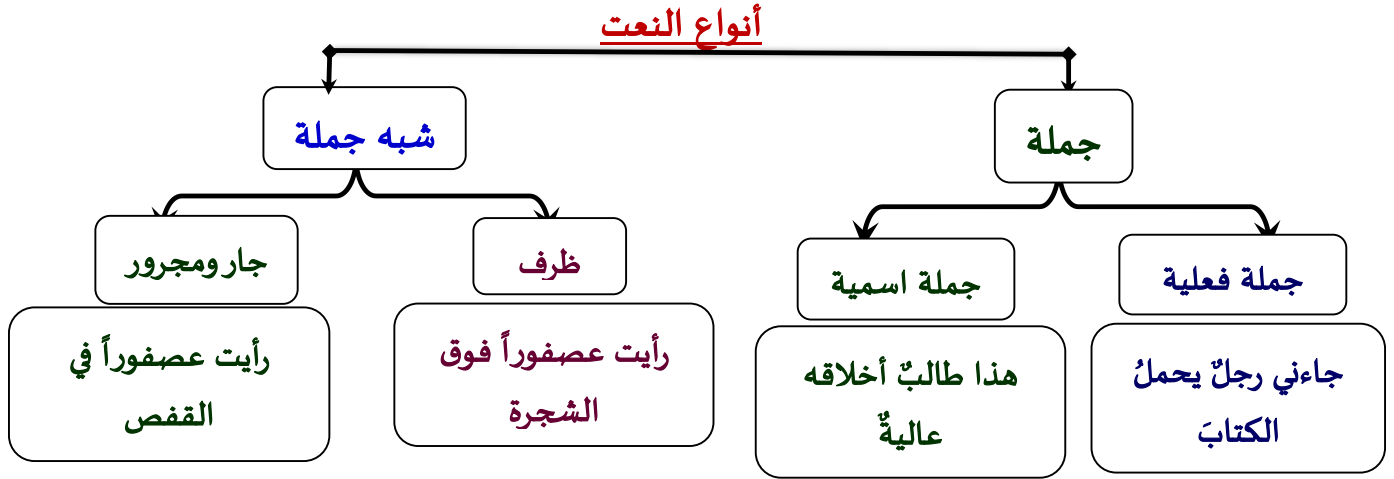 أنواع النعت
جملة
شبه جملة
جملة فعلية
جملة اسمية
ظرف
جار ومجرور
جاءني رجلٌ يحملُ
الكتابَ
هذا طالبٌ أخلاقه
عاليةٌ
رأيت عصفوراً فوق
الشجرة
رأيت عصفوراً في
القفص